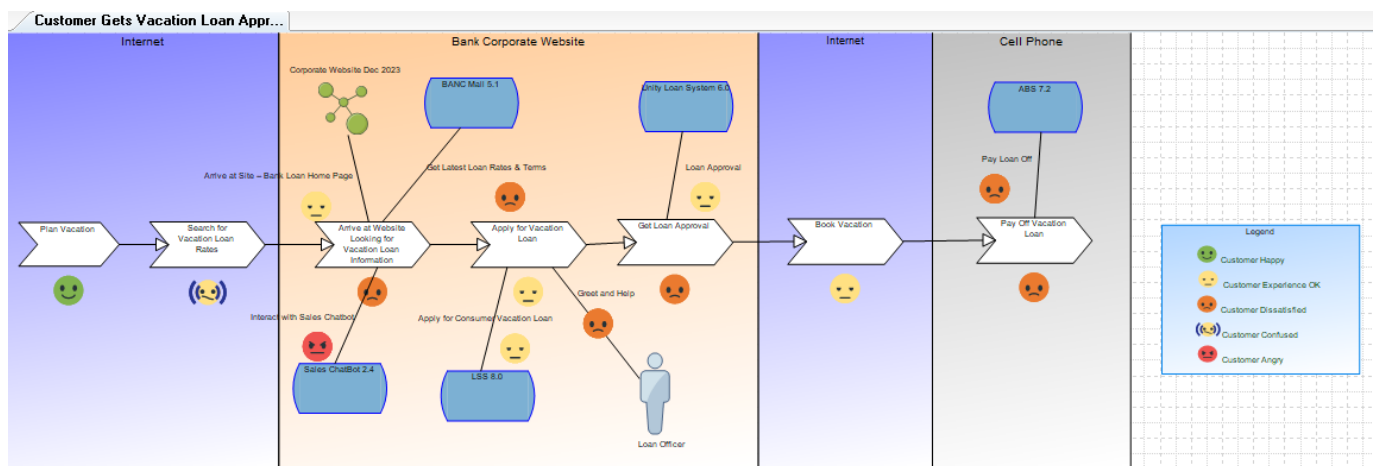 Customer Gets Vacation Loan Appr...
Internet
Bank Corporate Website
Internet
Cell Phone
Corporate Website Dec 2023
BANC Mail 5.1
Unity Loan System 6.0
ABS 7.2
Arrive at Site – Bank Loan Home Page
Get Latest Loan Rates & Terms
Loan Approval
Pay Loan Off
Plan Vacation
Search for
Vacation Loan
Rates
Arrive at Website
Looking for
Vacation Loan
Information
Apply for Vacation
Loan
Get Loan Approval
Book Vacation
Pay Off Vacation
Loan
Legend
Customer Happy
Customer Experience OK
Customer Dissatisfied
Customer Confused
Customer Angry
Interact with Sales Chatbot
Apply for Consumer Vacation Loan
Greet and Help
Sales ChatBot 2.4
LSS 8.0
Loan Officer